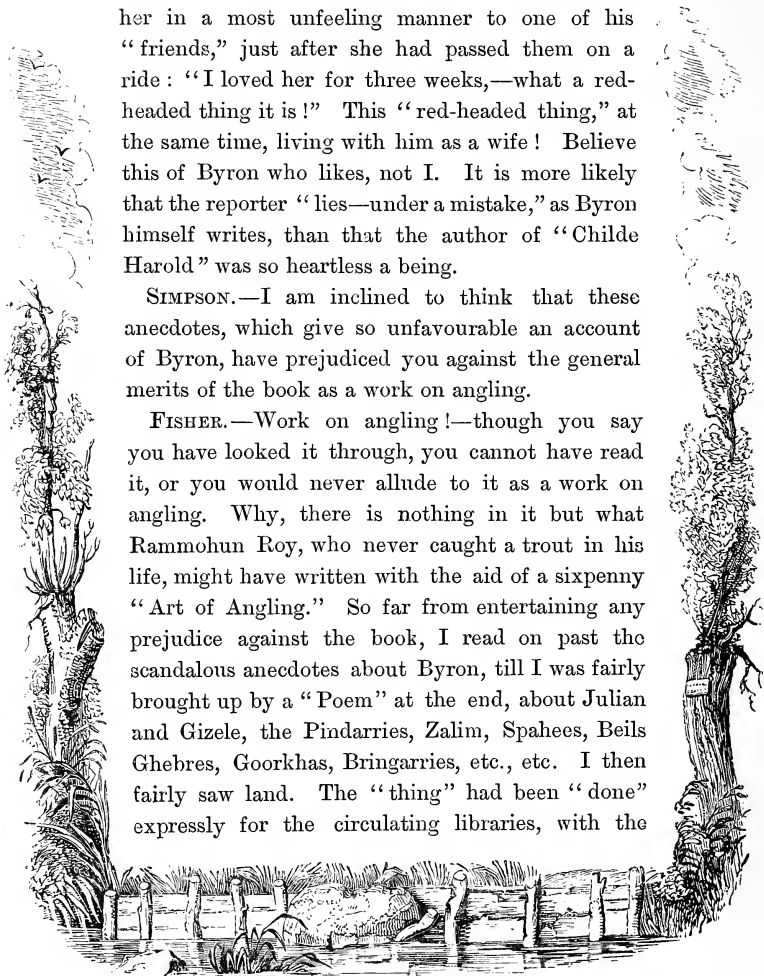 her in a most unfeeling manner to one of his
“ friends,” just after she had passed them on a
ride : “ I loved her for three weeks,—what a red-
headed thing it is !” This “ red-headed thing,” at
the same time, living with him as a wife ! Believe
this of Byron who likes, not I. It is more likely
that the reporter “ lies—under a mistake,” as Byron
himself writes, than that the author of “ Childe
Harold ” was so heartless a being.
SIMPSON.—I am inclined to think that these
anecdotes, which give so unfavourable an account
of Byron, have prejudiced you against the general
merits of the book as a work on angling.
FISHER.—Work on angling !—though you say
you have looked it through, you cannot have read
it, or you would never allude to it as a work on
angling. Why, there is nothing in it but what
Rammohun Roy, who never caught a trout in his
life, might have written with the aid of a sixpenny
“ Art of Angling.” So far from entertaining any
prejudice against the book, I read on past the
scandalous anecdotes about Byron, till I was fairly
brought up by a “ Poem ” at the end, about Julian
and Gizele, the Pindarries, Zalim, Spahees, Beils
Ghebres, Goorkhas, Bringarries, etc., etc. I then
fairly saw land. The “ thing ” had been “ done ”
expressly for the circulating libraries, with the